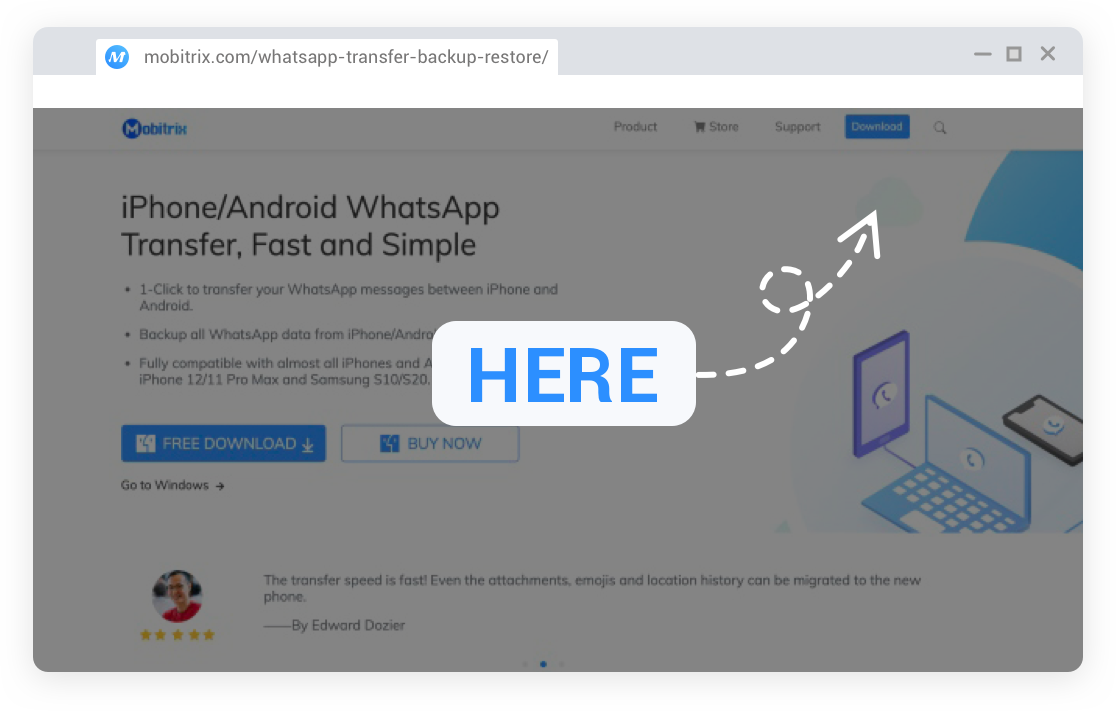 mobitrix.com/whatsapp-transfer-backup-restore/
Mobitrix
Product Store Support Download
iPhone/Android WhatsApp
Transfer, Fast and Simple
• 1-Click to transfer your WhatsApp messages between iPhone and
Android.
• Backup all WhatsApp data from iPhone/Andro
• Fully compatible with almost all iPhones and A
iPhone 12/11 Pro Max and Samsung S10/S20.
HERE
FREE DOWNLOAD BUY NOW
Go to Windows →
The transfer speed is fast! Even the attachments, emojis and location history can be migrated to the new
phone.
——By Edward Dozier